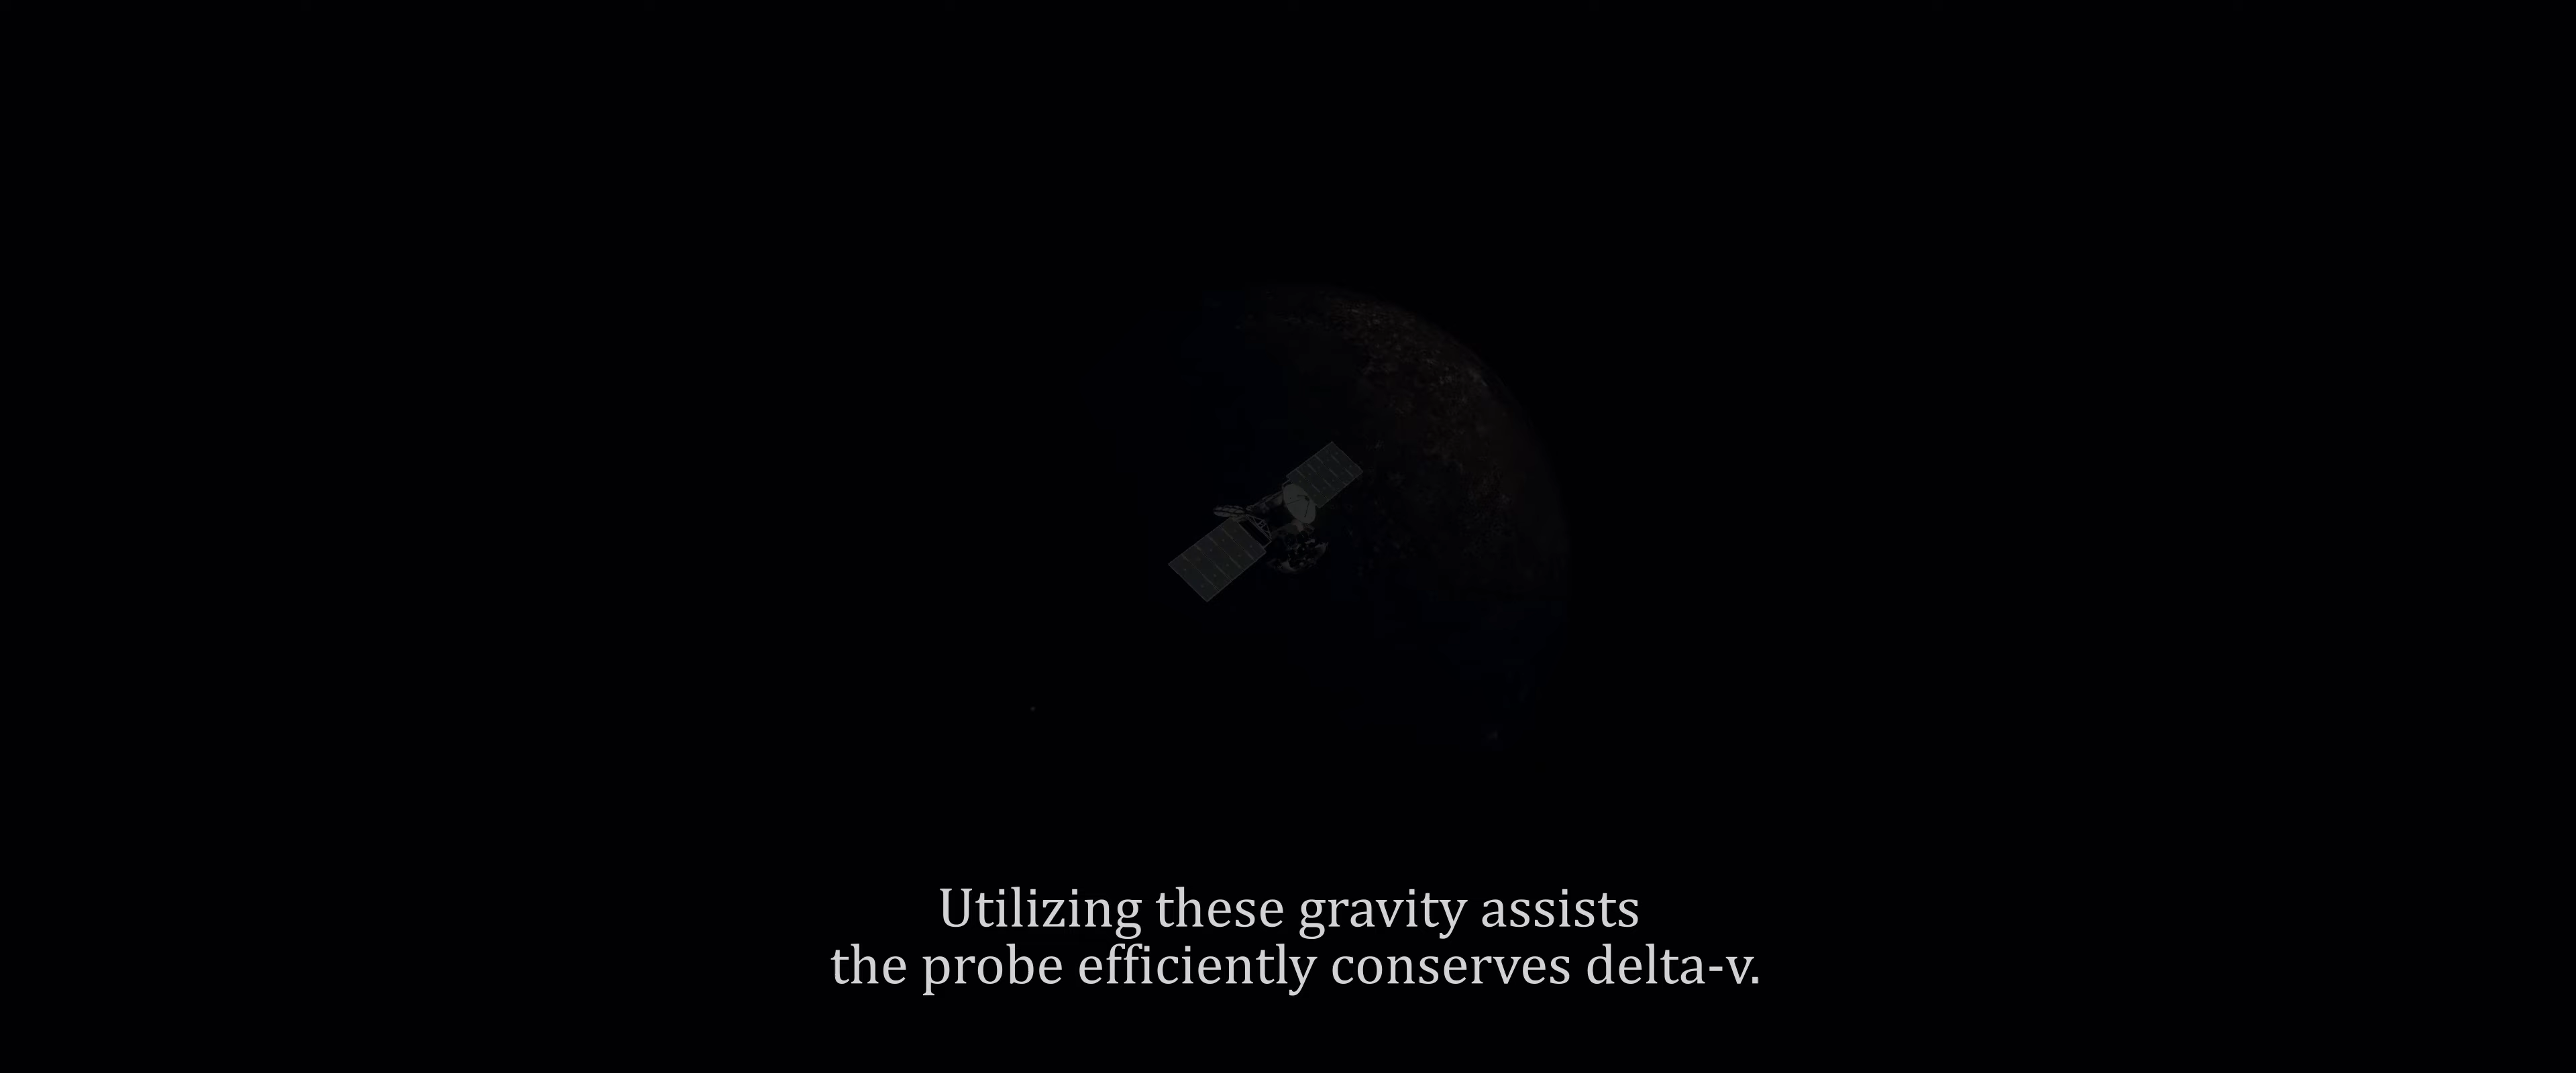 Utilizing these gravity assists
the probe efficiently conserves delta-v.